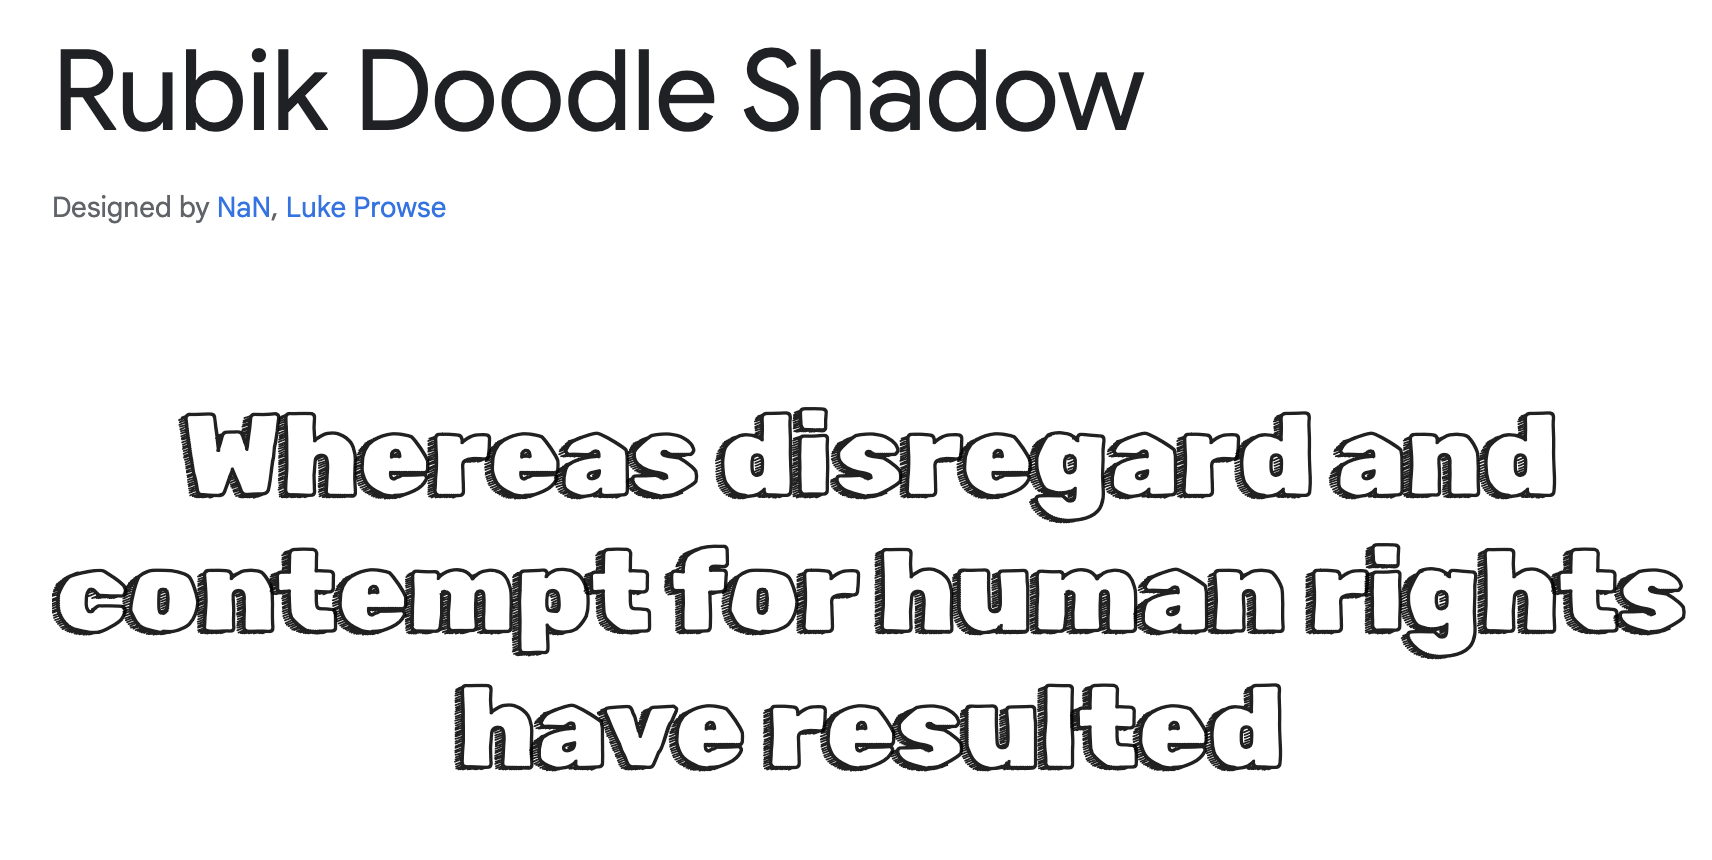 Rubik Doodle Shadow
Designed by NaN, Luke Prowse
Whereas disregard and
contempt for human rights
have resulted